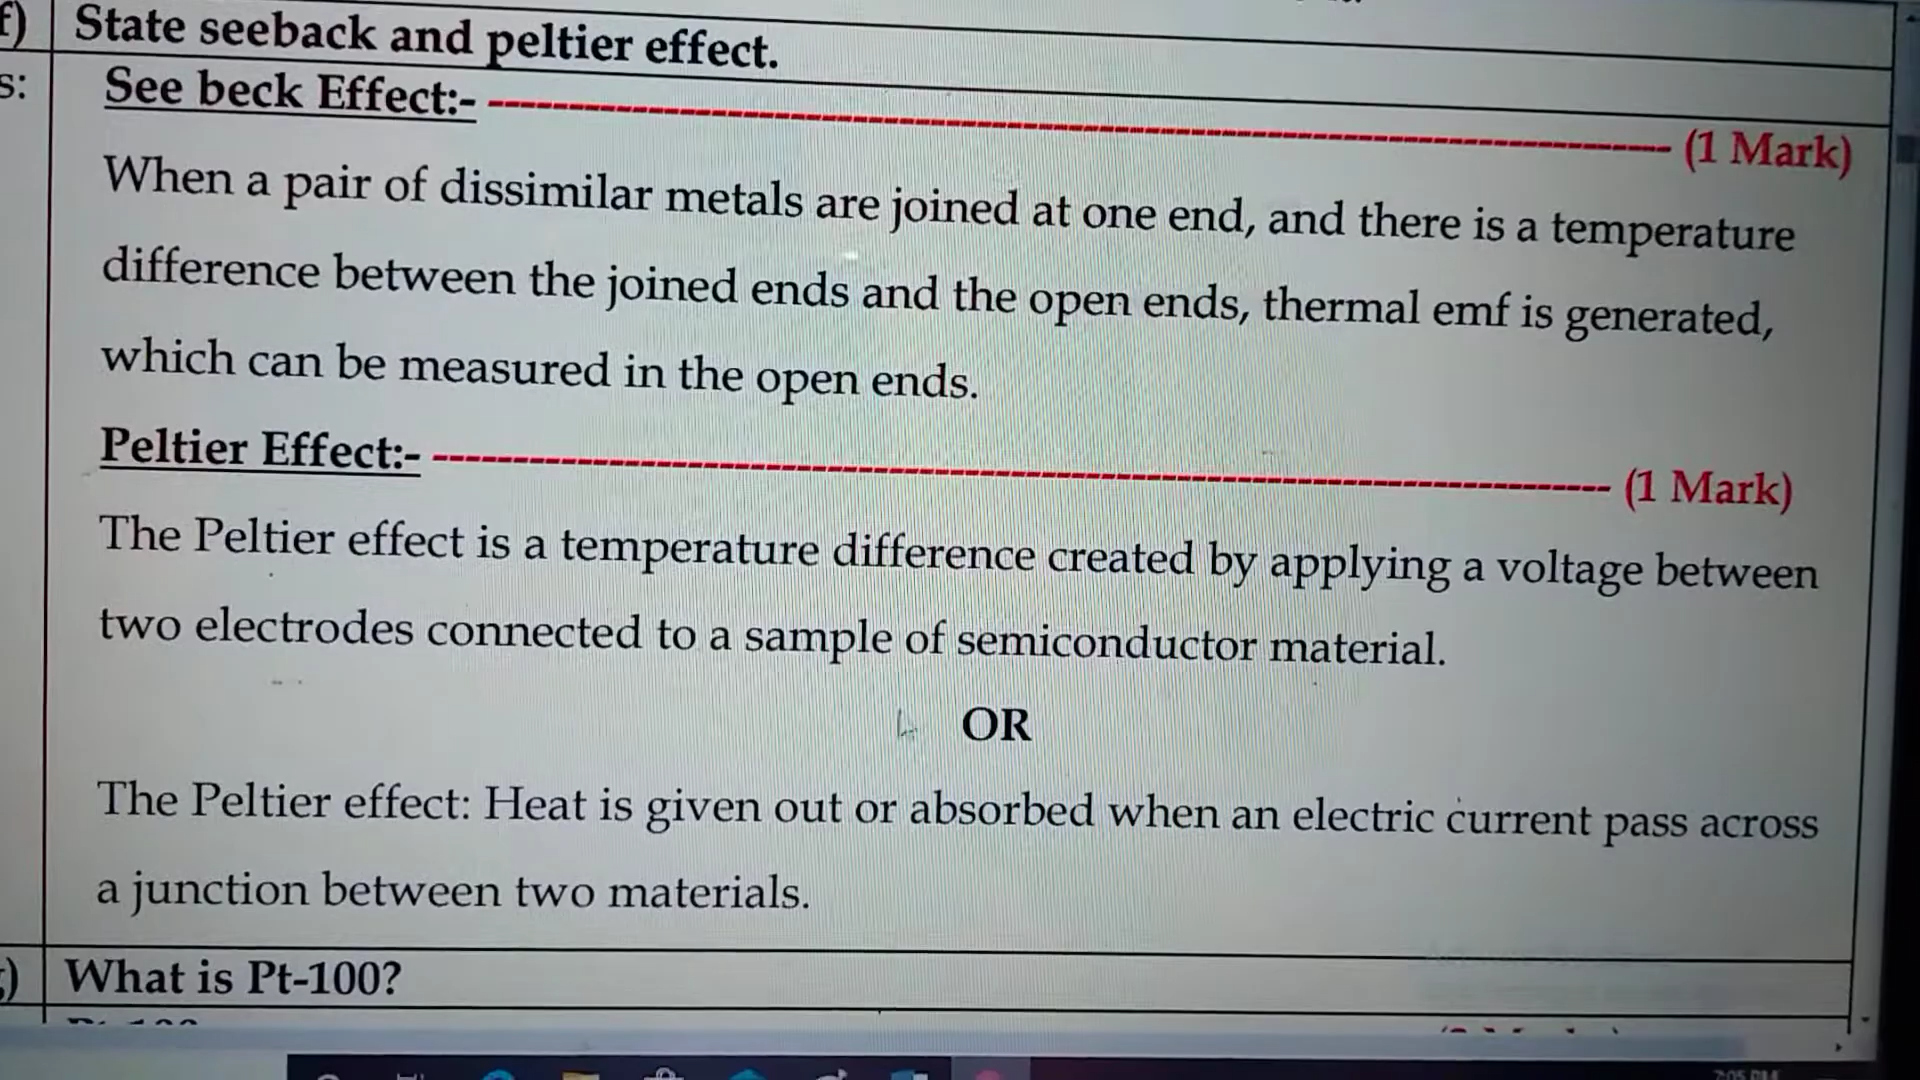 f) State seeback and peltier effect.
s: See beck Effect:- (1 Mark)
When a pair of dissimilar metals are joined at one end, and there is a temperature
difference between the joined ends and the open ends, thermal emf is generated,
which can be measured in the open ends.
Peltier Effect:- (1 Mark)
The Peltier effect is a temperature difference created by applying a voltage between
two electrodes connected to a sample of semiconductor material.
OR
The Peltier effect: Heat is given out or absorbed when an electric current pass across
a junction between two materials.
) What is Pt-100?
7:05 PM